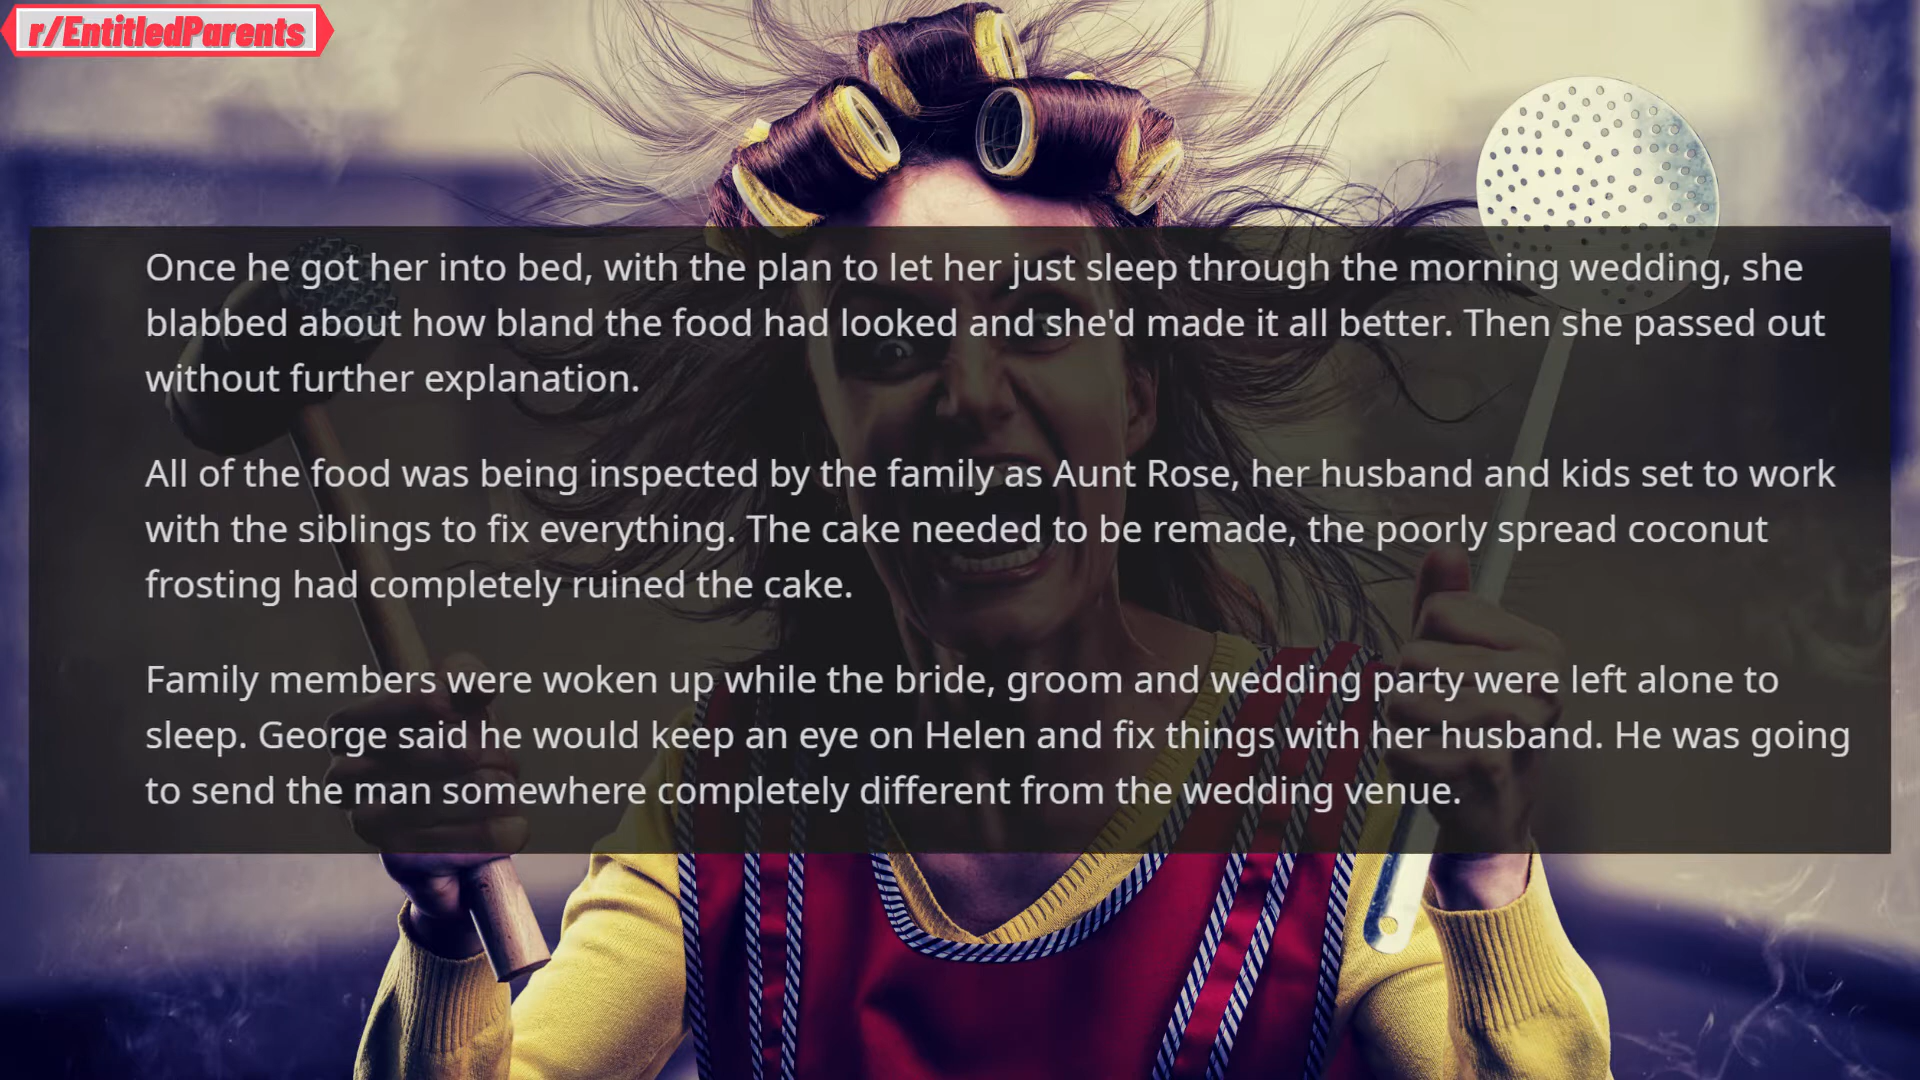 r/EntitledParents
Once he got her into bed, with the plan to let her just sleep through the morning wedding, she
blabbed about how bland the food had looked and she'd made it all better. Then she passed out
without further explanation.
All of the food was being inspected by the family as Aunt Rose, her husband and kids set to work
with the siblings to fix everything. The cake needed to be remade, the poorly spread coconut
frosting had completely ruined the cake.
Family members were woken up while the bride, groom and wedding party were left alone to
sleep. George said he would keep an eye on Helen and fix things with her husband. He was going
to send the man somewhere completely different from the wedding venue.